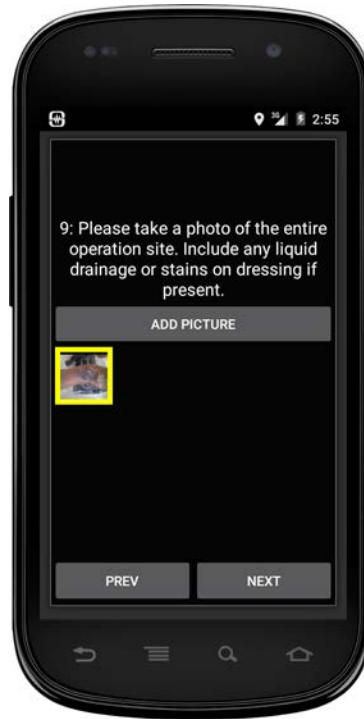 3G
2:55
9: Please take a photo of the entire
operation site. Include any liquid
drainage or stains on dressing if
present.
ADD PICTURE
PREV
NEXT